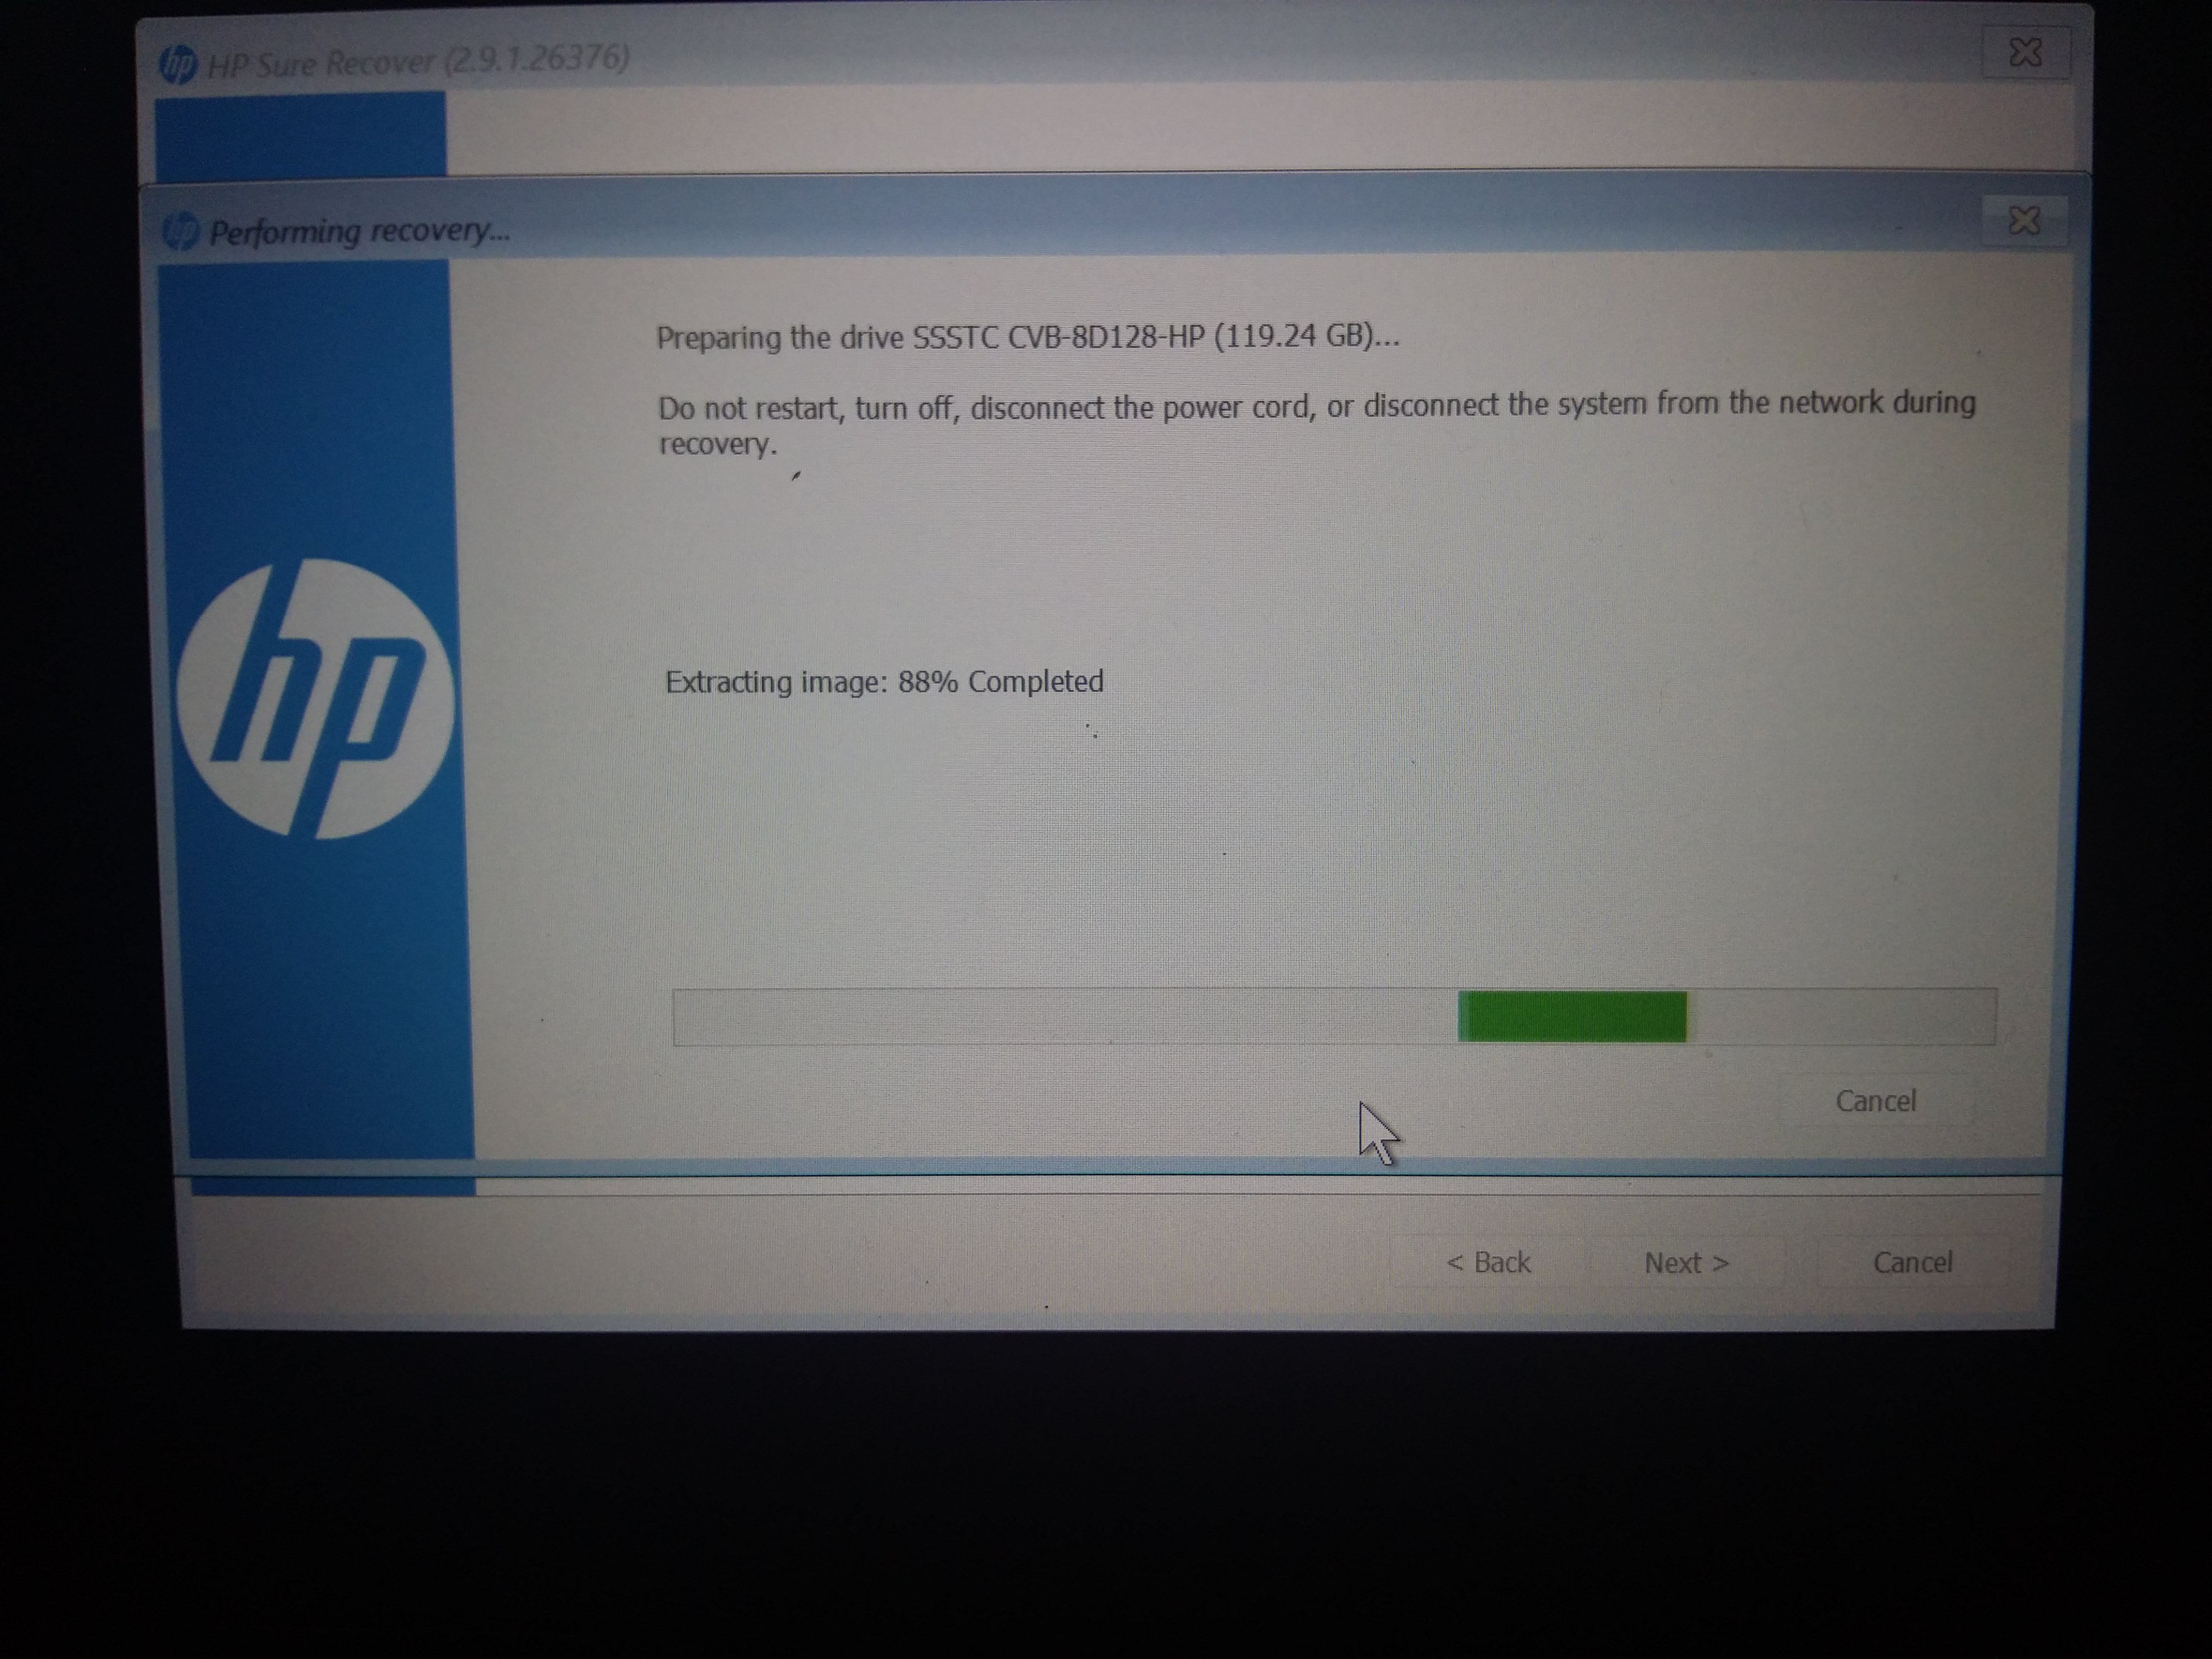 hp HP Sure Recover (2.9.1.26376)
hp Performing recovery...
Preparing the drive SSSTC CVB-8D128-HP (119.24 GB)...
Do not restart, turn off, disconnect the power cord, or disconnect the system from the network during
recovery.
hp
Extracting image: 88% Completed
Cancel
< Back Next > Cancel